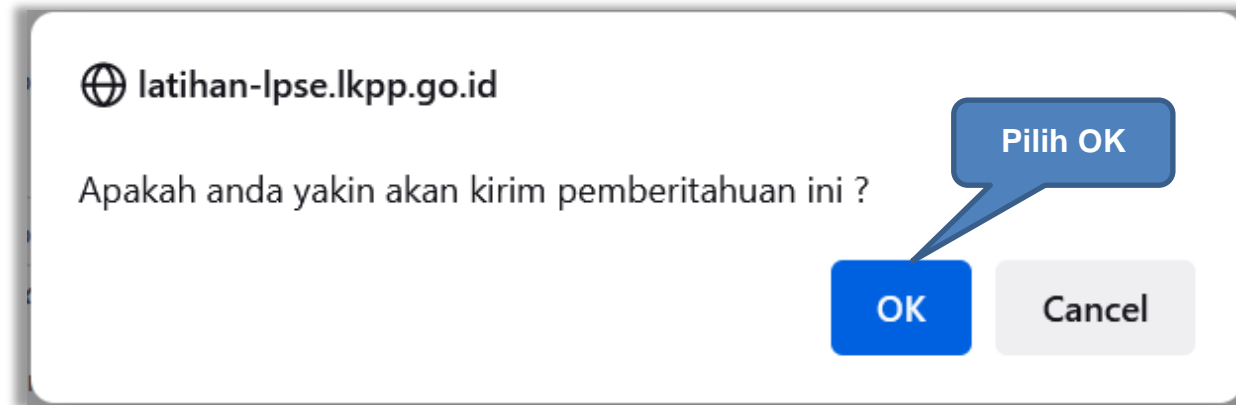 latihan-lpse.lkpp.go.id
Pilih OK
Apakah anda yakin akan kirim pemberitahuan ini ?
OK
Cancel